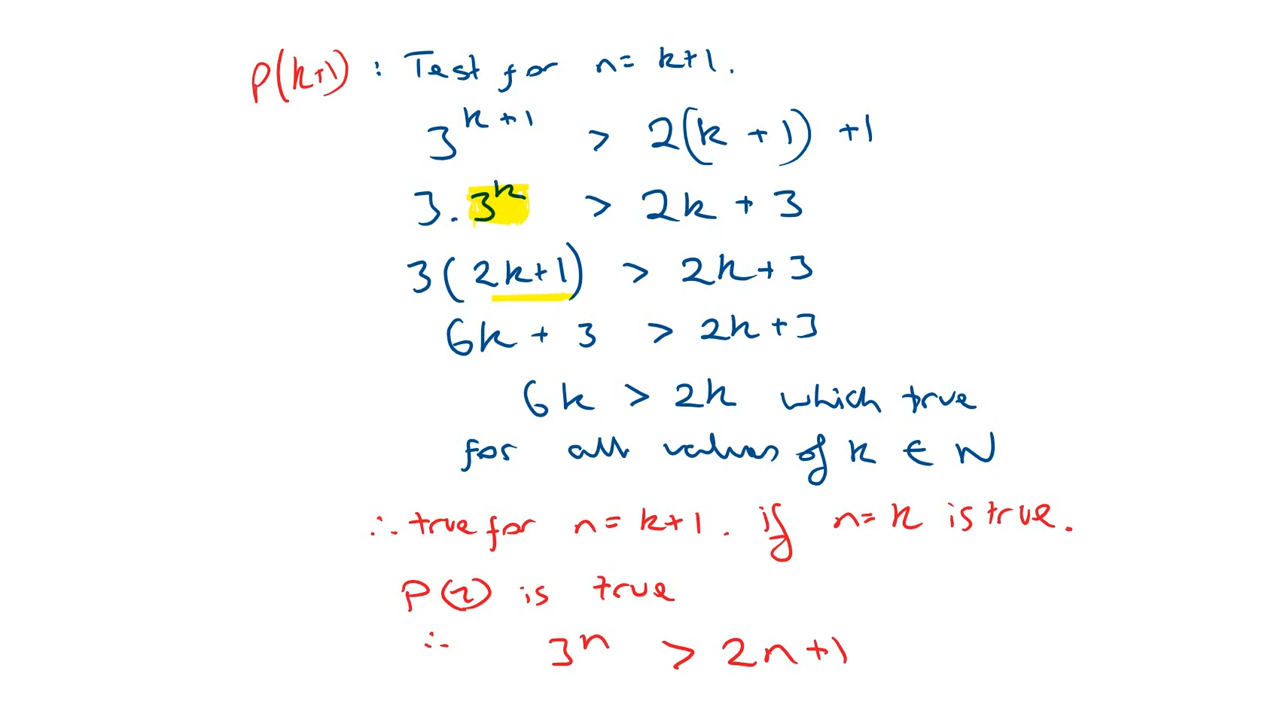 P(k+1) : Test for n= k+1.
3^{k+1} > 2(k + 1) +1
3. 3^k > 2k + 3
3(2k+1) > 2k+3
6k + 3 > 2k+3
6k > 2k which true
for all values of k ∈ N
∴ true for n= k+1. if n= k is true.
P(2) is true
∴ 3^n > 2n+1